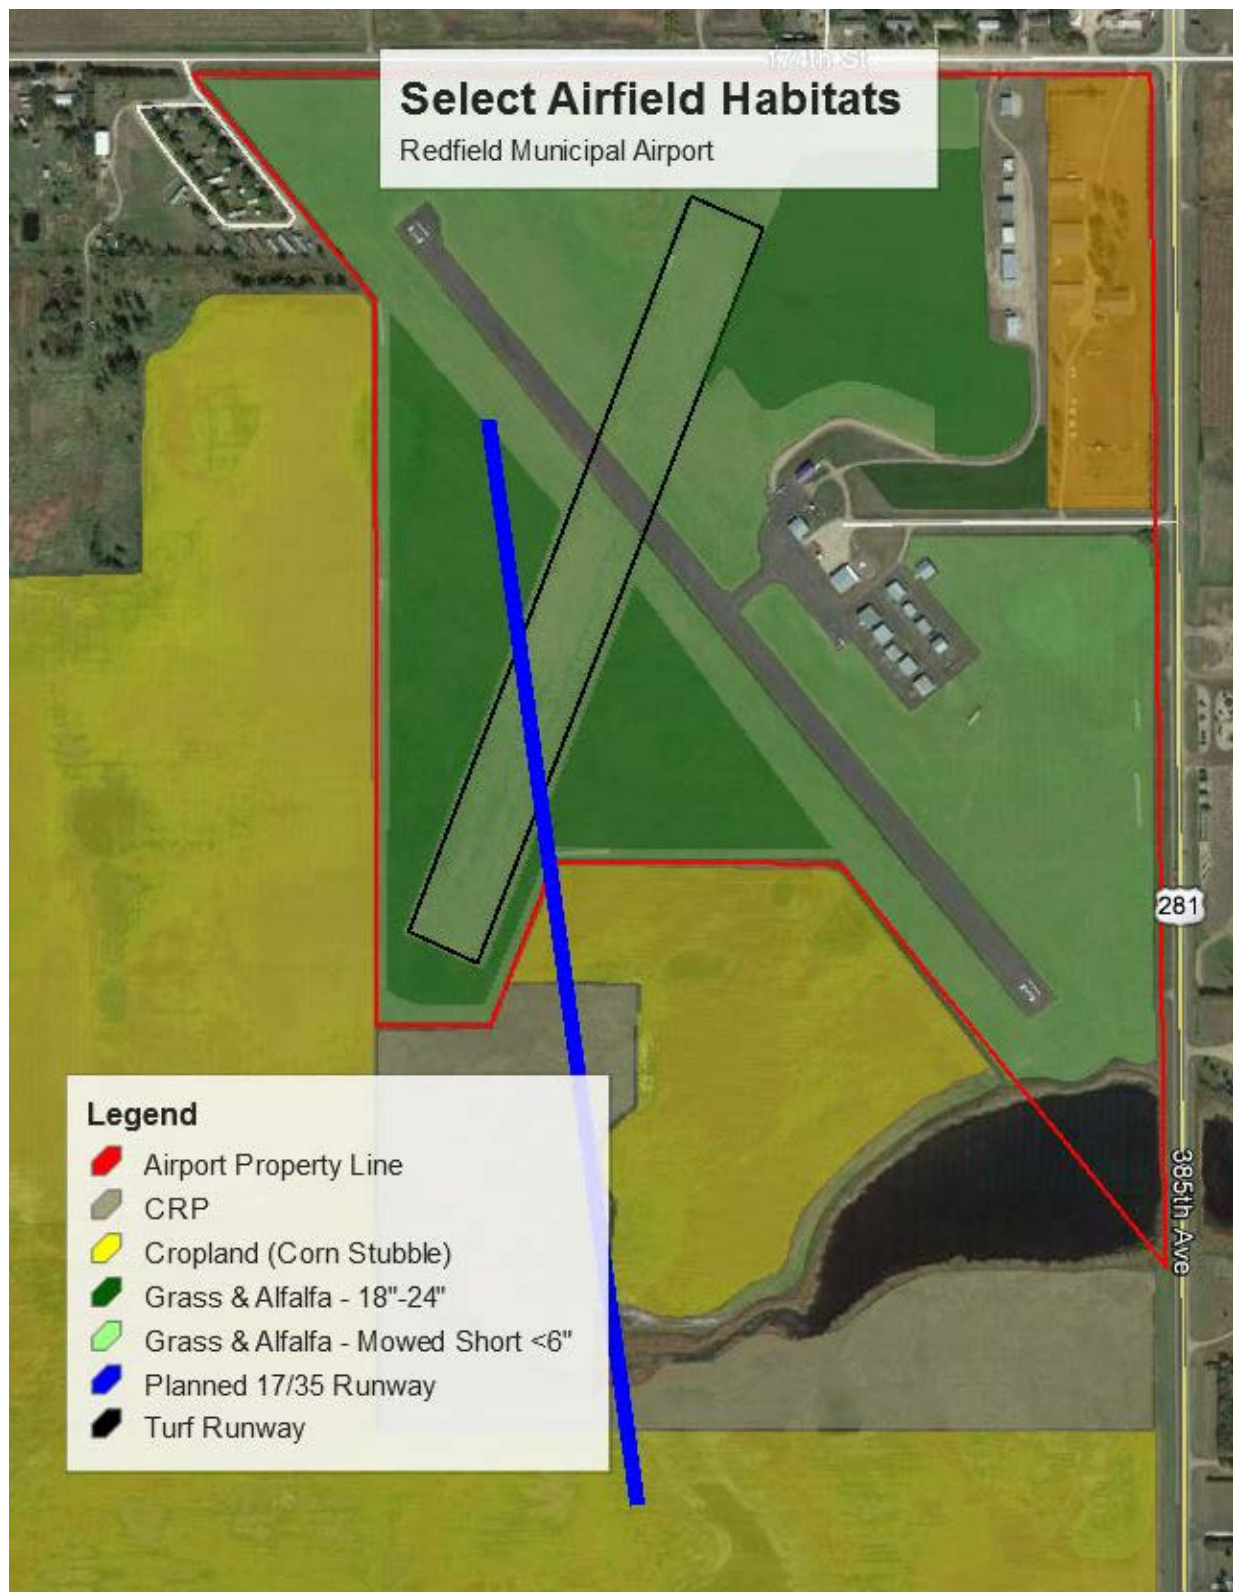 174th St
Select Airfield Habitats
Redfield Municipal Airport
281
385th Ave
Legend
Airport Property Line
CRP
Cropland (Corn Stubble)
Grass & Alfalfa - 18"-24"
Grass & Alfalfa - Mowed Short <6"
Planned 17/35 Runway
Turf Runway